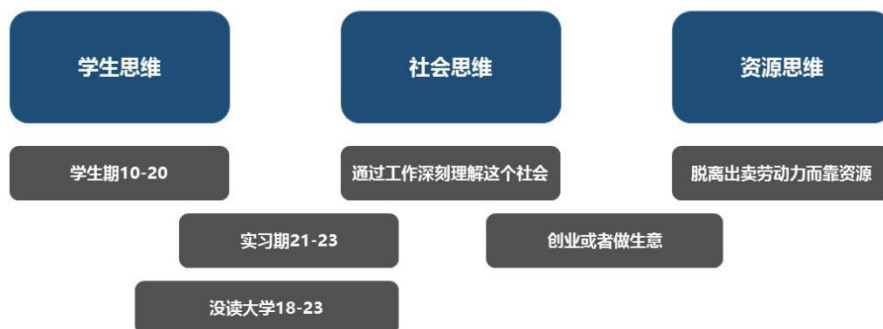 学生思维
社会思维
资源思维
学生期10-20
通过工作深刻理解这个社会
脱离出卖劳动力而靠资源
实习期21-23
创业或者做生意
没读大学18-23